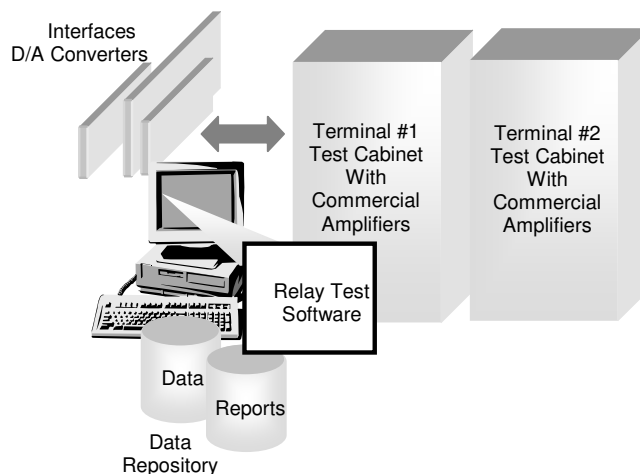 Interfaces
D/A Converters
Terminal #1
Test Cabinet
With
Commercial
Amplifiers
Terminal #2
Test Cabinet
With
Commercial
Amplifiers
Relay Test
Software
Data
Reports
Data
Repository